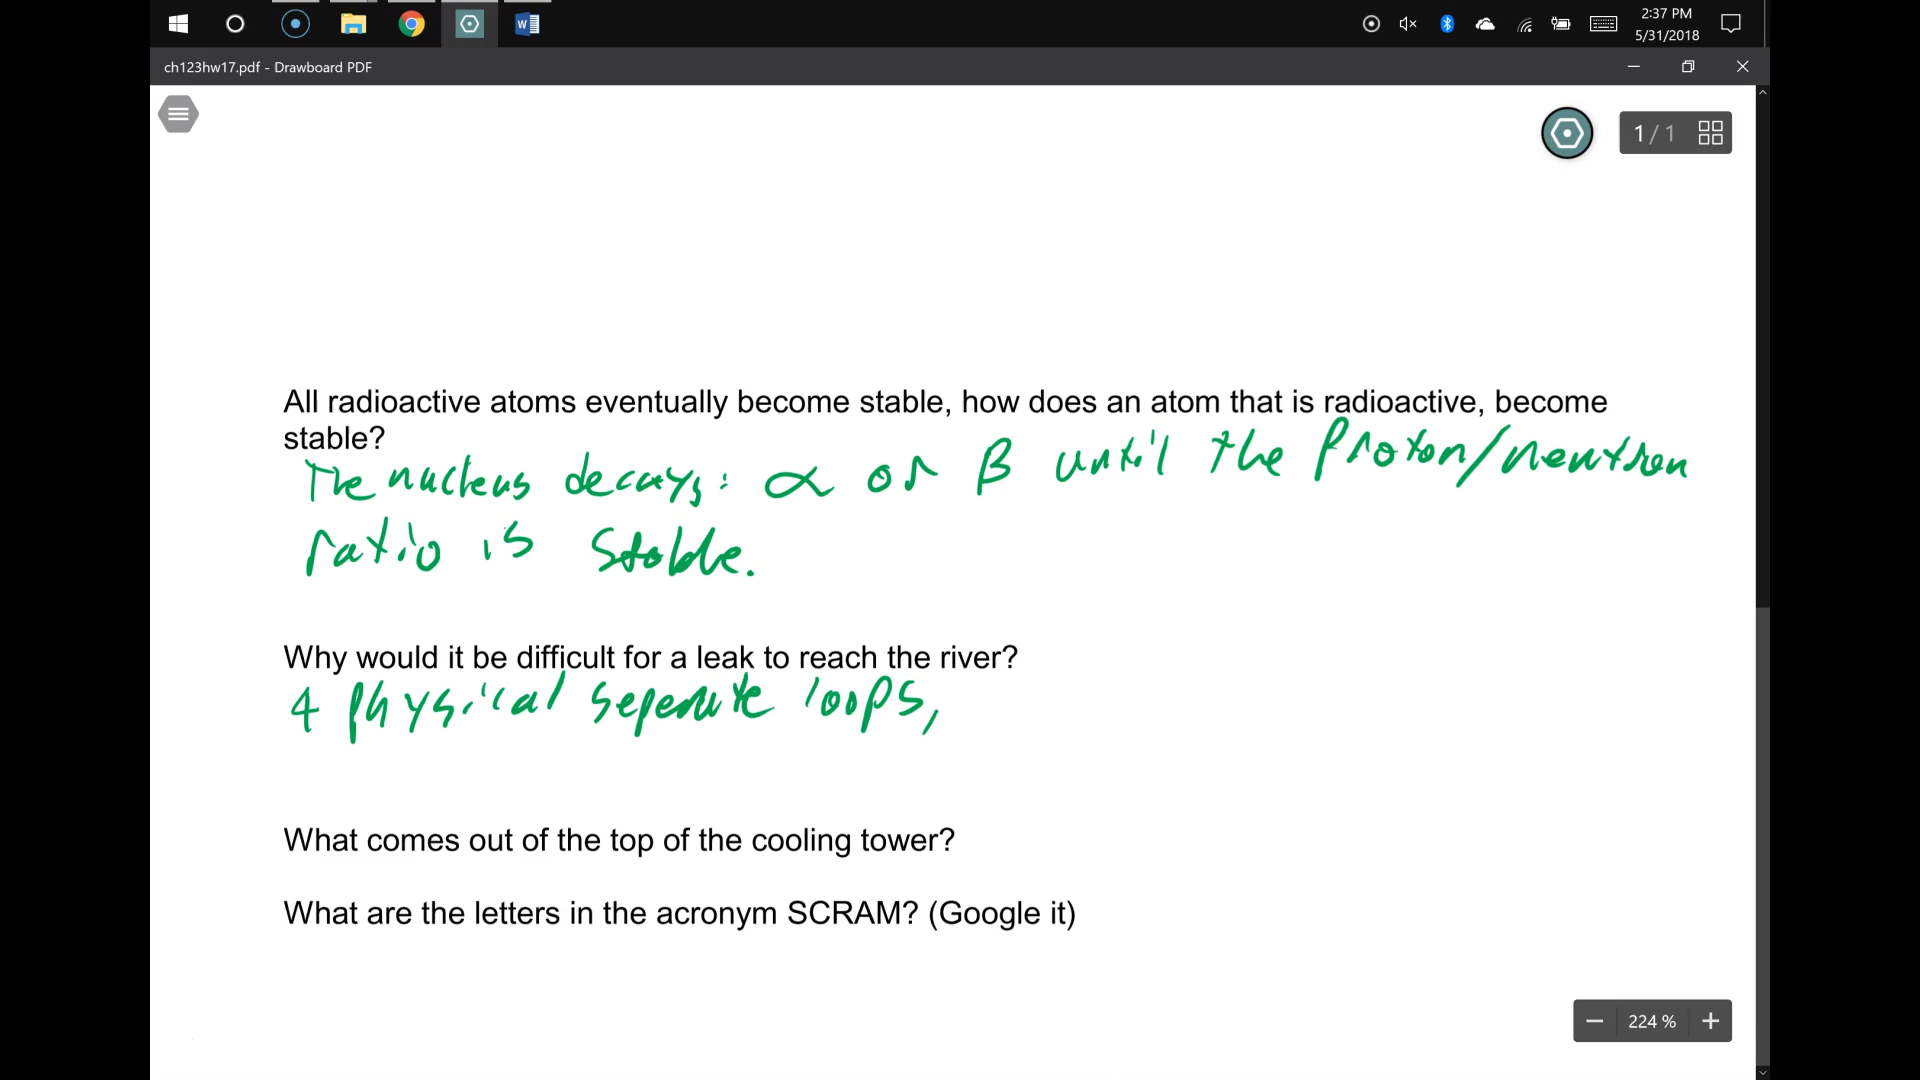 2:37 PM
5/31/2018
ch123hw17.pdf - Drawboard PDF
1 / 1
All radioactive atoms eventually become stable, how does an atom that is radioactive, become
stable?
The nucleus decays: α or β until the proton/neutron
ratio is stable.
Why would it be difficult for a leak to reach the river?
4 physical seperate loops,
What comes out of the top of the cooling tower?
What are the letters in the acronym SCRAM? (Google it)
224 %